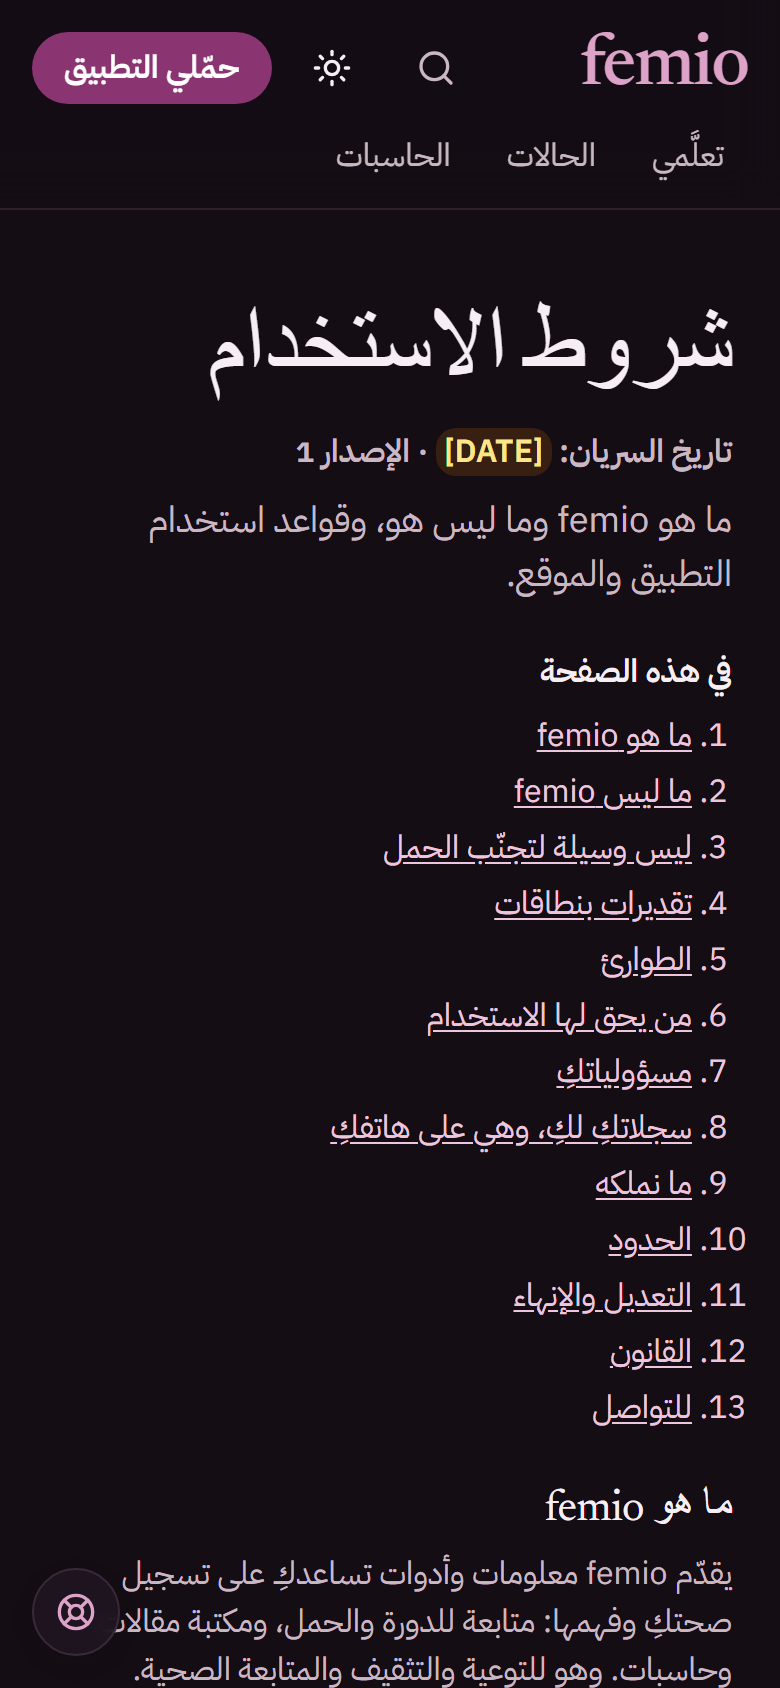 femio
حمّلي التطبيق
تعلَّمي
الحالات
الحاسبات
شروط الاستخدام
تاريخ السريان: [DATE] · الإصدار 1
ما هو femio وما ليس هو، وقواعد استخدام
التطبيق والموقع.
في هذه الصفحة
1. ما هو femio
2. ما ليس femio
3. ليس وسيلة لتجنّب الحمل
4. تقديرات بنطاقات
5. الطوارئ
6. من يحق لها الاستخدام
7. مسؤولياتكِ
8. سجلاتكِ لكِ، وهي على هاتفكِ
9. ما نملكه
10. الحدود
11. التعديل والإنهاء
12. القانون
13. للتواصل
ما هو femio
يقدّم femio معلومات وأدوات تساعدكِ على تسجيل
صحتكِ وفهمها: متابعة للدورة والحمل، ومكتبة مقالات
وحاسبات. وهو للتوعية والتثقيف والمتابعة الصحية.